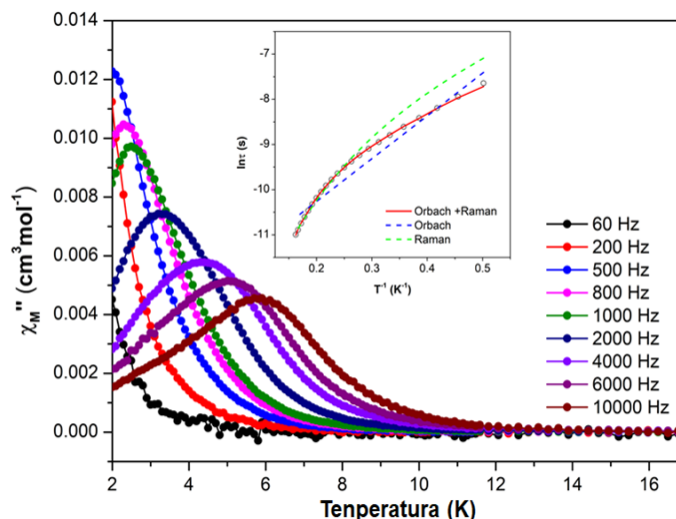 0.014
0.012
0.010
0.008
0.006
0.004
0.002
0.000
χM'' (cm³mol⁻¹)
2 4 6 8 10 12 14 16
Tenperatura (K)
-6
-7
-8
-9
-10
-11
lnτ (s)
0.2 0.3 0.4 0.5
T⁻¹ (K⁻¹)
Orbach +Raman
Orbach
Raman
60 Hz
200 Hz
500 Hz
800 Hz
1000 Hz
2000 Hz
4000 Hz
6000 Hz
10000 Hz